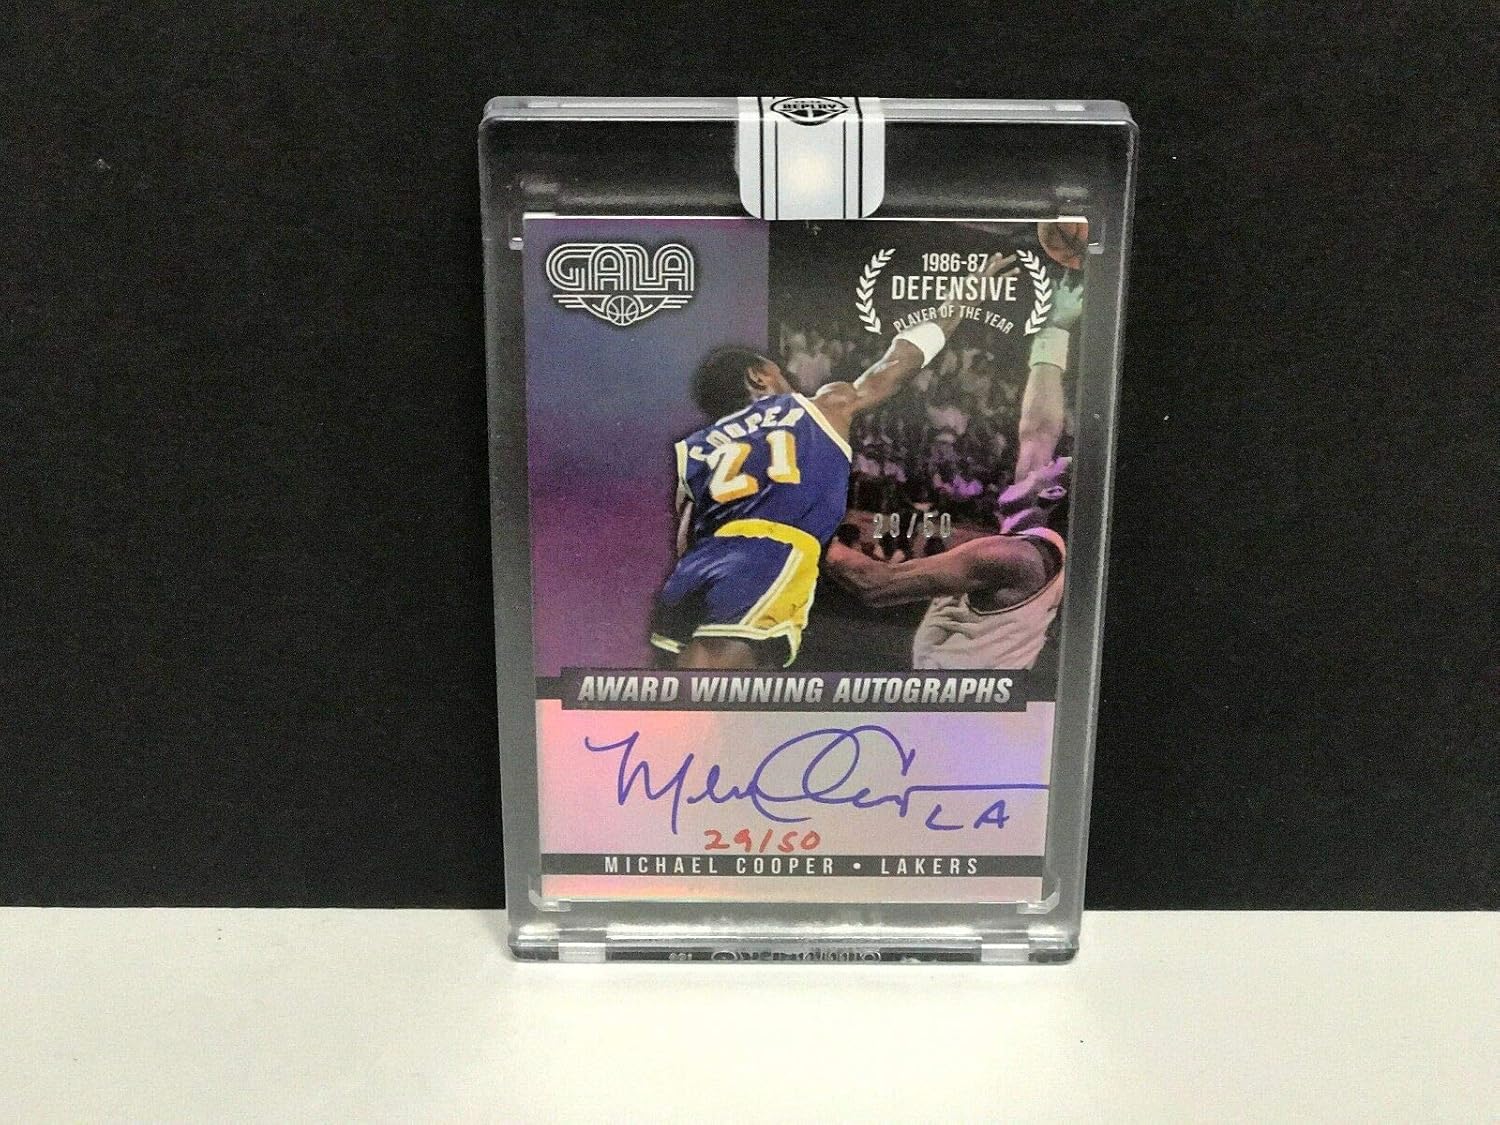 REPLAY
GALA
1986-87
DEFENSIVE
PLAYER OF THE YEAR
COOPER
21
29/50
AWARD WINNING AUTOGRAPHS
LA
29/50
MICHAEL COOPER • LAKERS